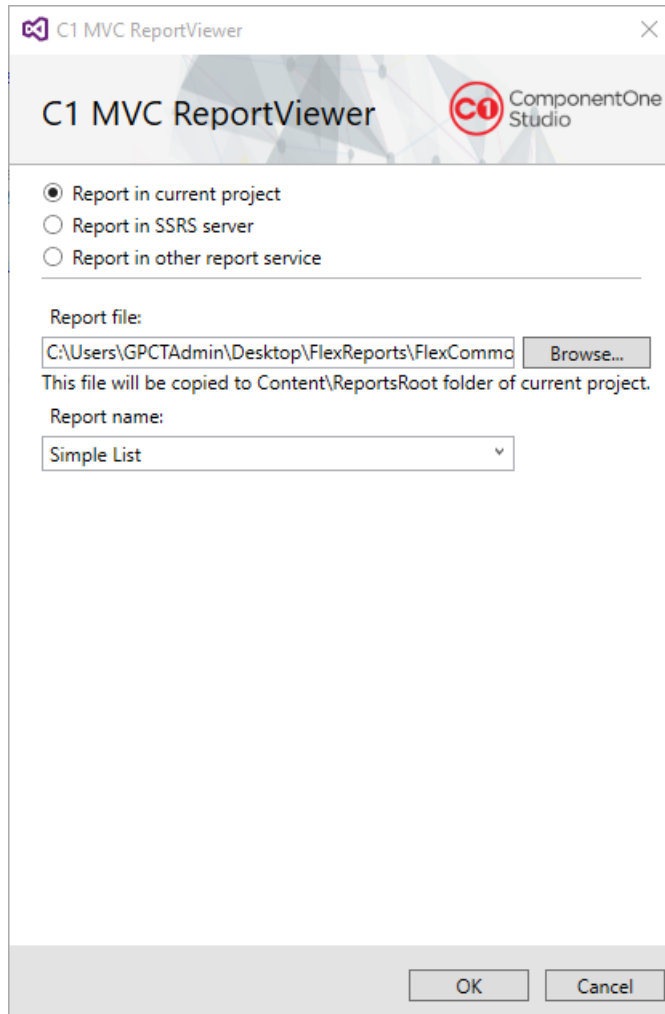 C1 MVC ReportViewer
C1 MVC ReportViewer
C1 ComponentOne
Studio
Report in current project
Report in SSRS server
Report in other report service
Report file:
C:\Users\GPCTAdmin\Desktop\FlexReports\FlexCommo Browse...
This file will be copied to Content\ReportsRoot folder of current project.
Report name:
Simple List
OK Cancel